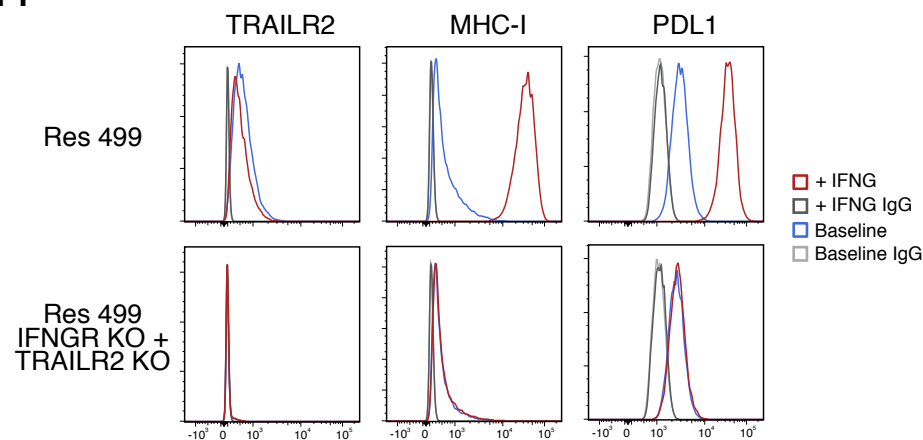 TRAILR2 MHC-I PDL1
Res 499
+ IFNG
+ IFNG IgG
Baseline
Baseline IgG
Res 499
IFNGR KO +
TRAILR2 KO
-10³ 0 10³ 10⁴ 10⁵ -10³ 0 10³ 10⁴ 10⁵ -10³ 0 10³ 10⁴ 10⁵